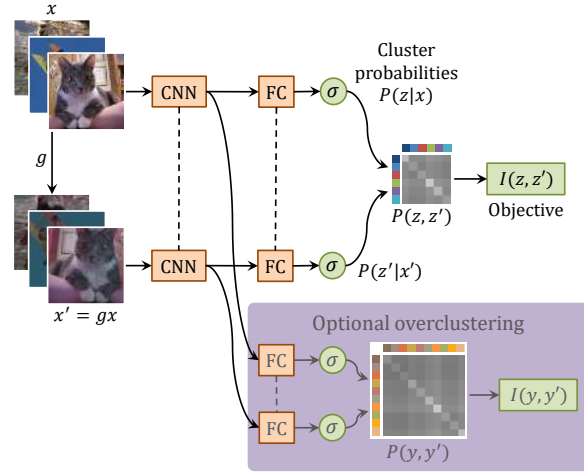 x
Cluster
probabilities
P(z|x)
CNN
FC
σ
g
P(z, z′)
I(z, z′)
Objective
CNN
FC
σ
P(z′|x′)
x′ = gx
Optional overclustering
FC
σ
I(y, y′)
FC
σ
P(y, y′)